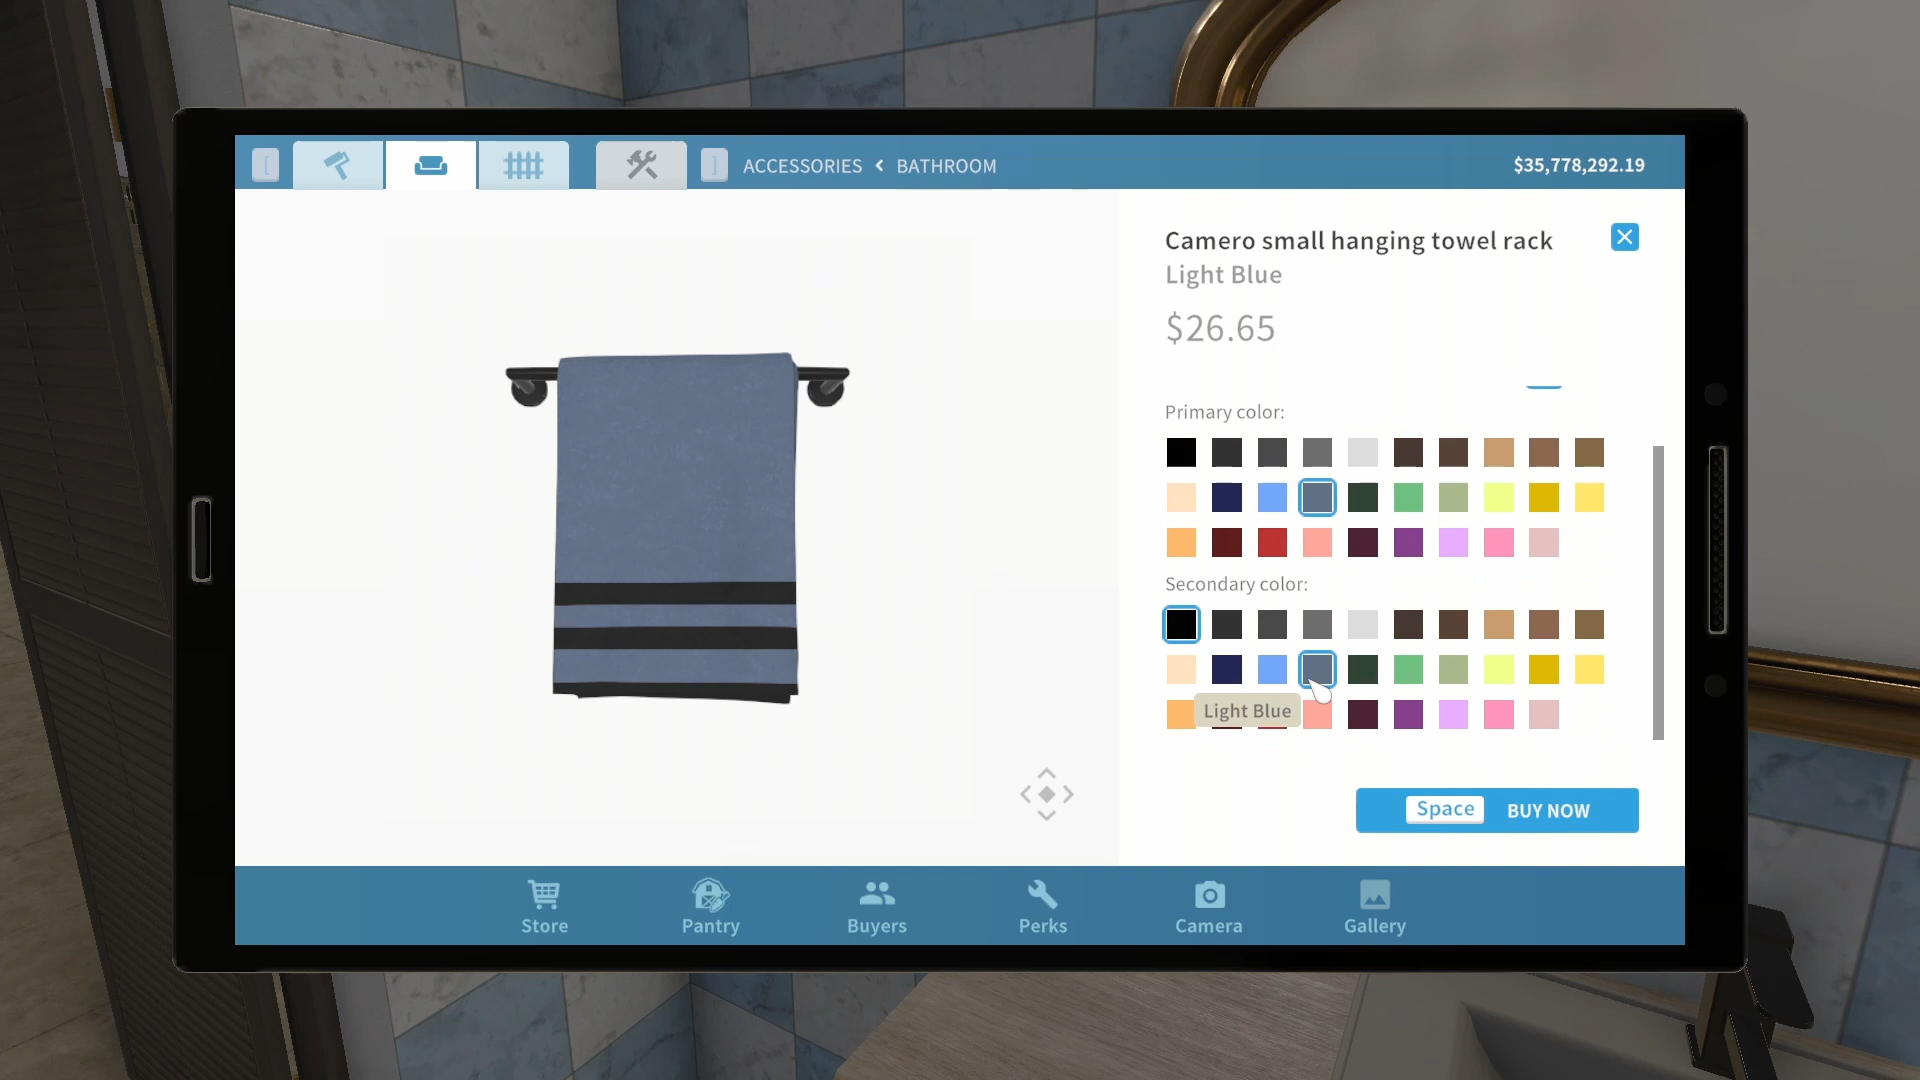 [
]
ACCESSORIES < BATHROOM
$35,778,292.19
Camero small hanging towel rack
Light Blue
$26.65
Primary color:
Secondary color:
Light Blue
Space BUY NOW
Store
Pantry
Buyers
Perks
Camera
Gallery